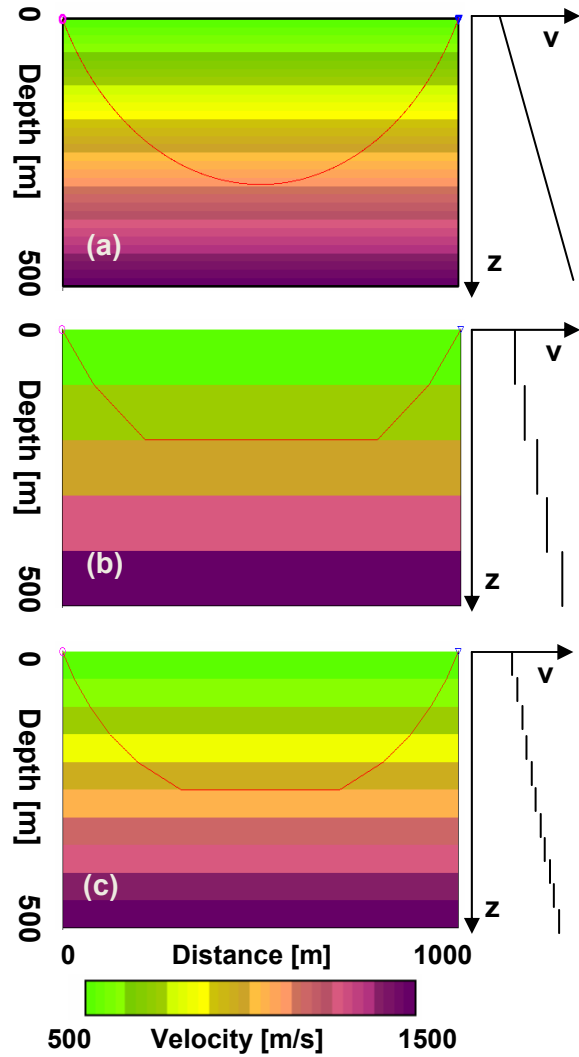 0
v
Depth [m]
(a)
z
500
0
v
Depth [m]
(b)
z
500
0
v
Depth [m]
(c)
z
500
0 Distance [m] 1000
500 Velocity [m/s] 1500